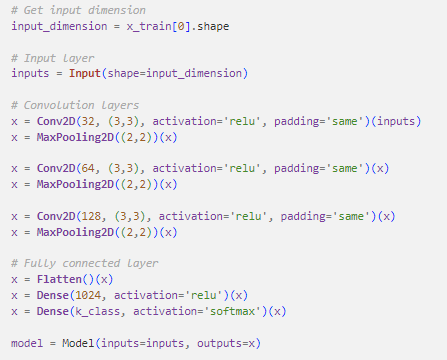 # Get input dimension
input_dimension = x_train[0].shape
# Input layer
inputs = Input(shape=input_dimension)
# Convolution layers
x = Conv2D(32, (3,3), activation='relu', padding='same')(inputs)
x = MaxPooling2D((2,2))(x)
x = Conv2D(64, (3,3), activation='relu', padding='same')(x)
x = MaxPooling2D((2,2))(x)
x = Conv2D(128, (3,3), activation='relu', padding='same')(x)
x = MaxPooling2D((2,2))(x)
# Fully connected layer
x = Flatten()(x)
x = Dense(1024, activation='relu')(x)
x = Dense(k_class, activation='softmax')(x)
model = Model(inputs=inputs, outputs=x)